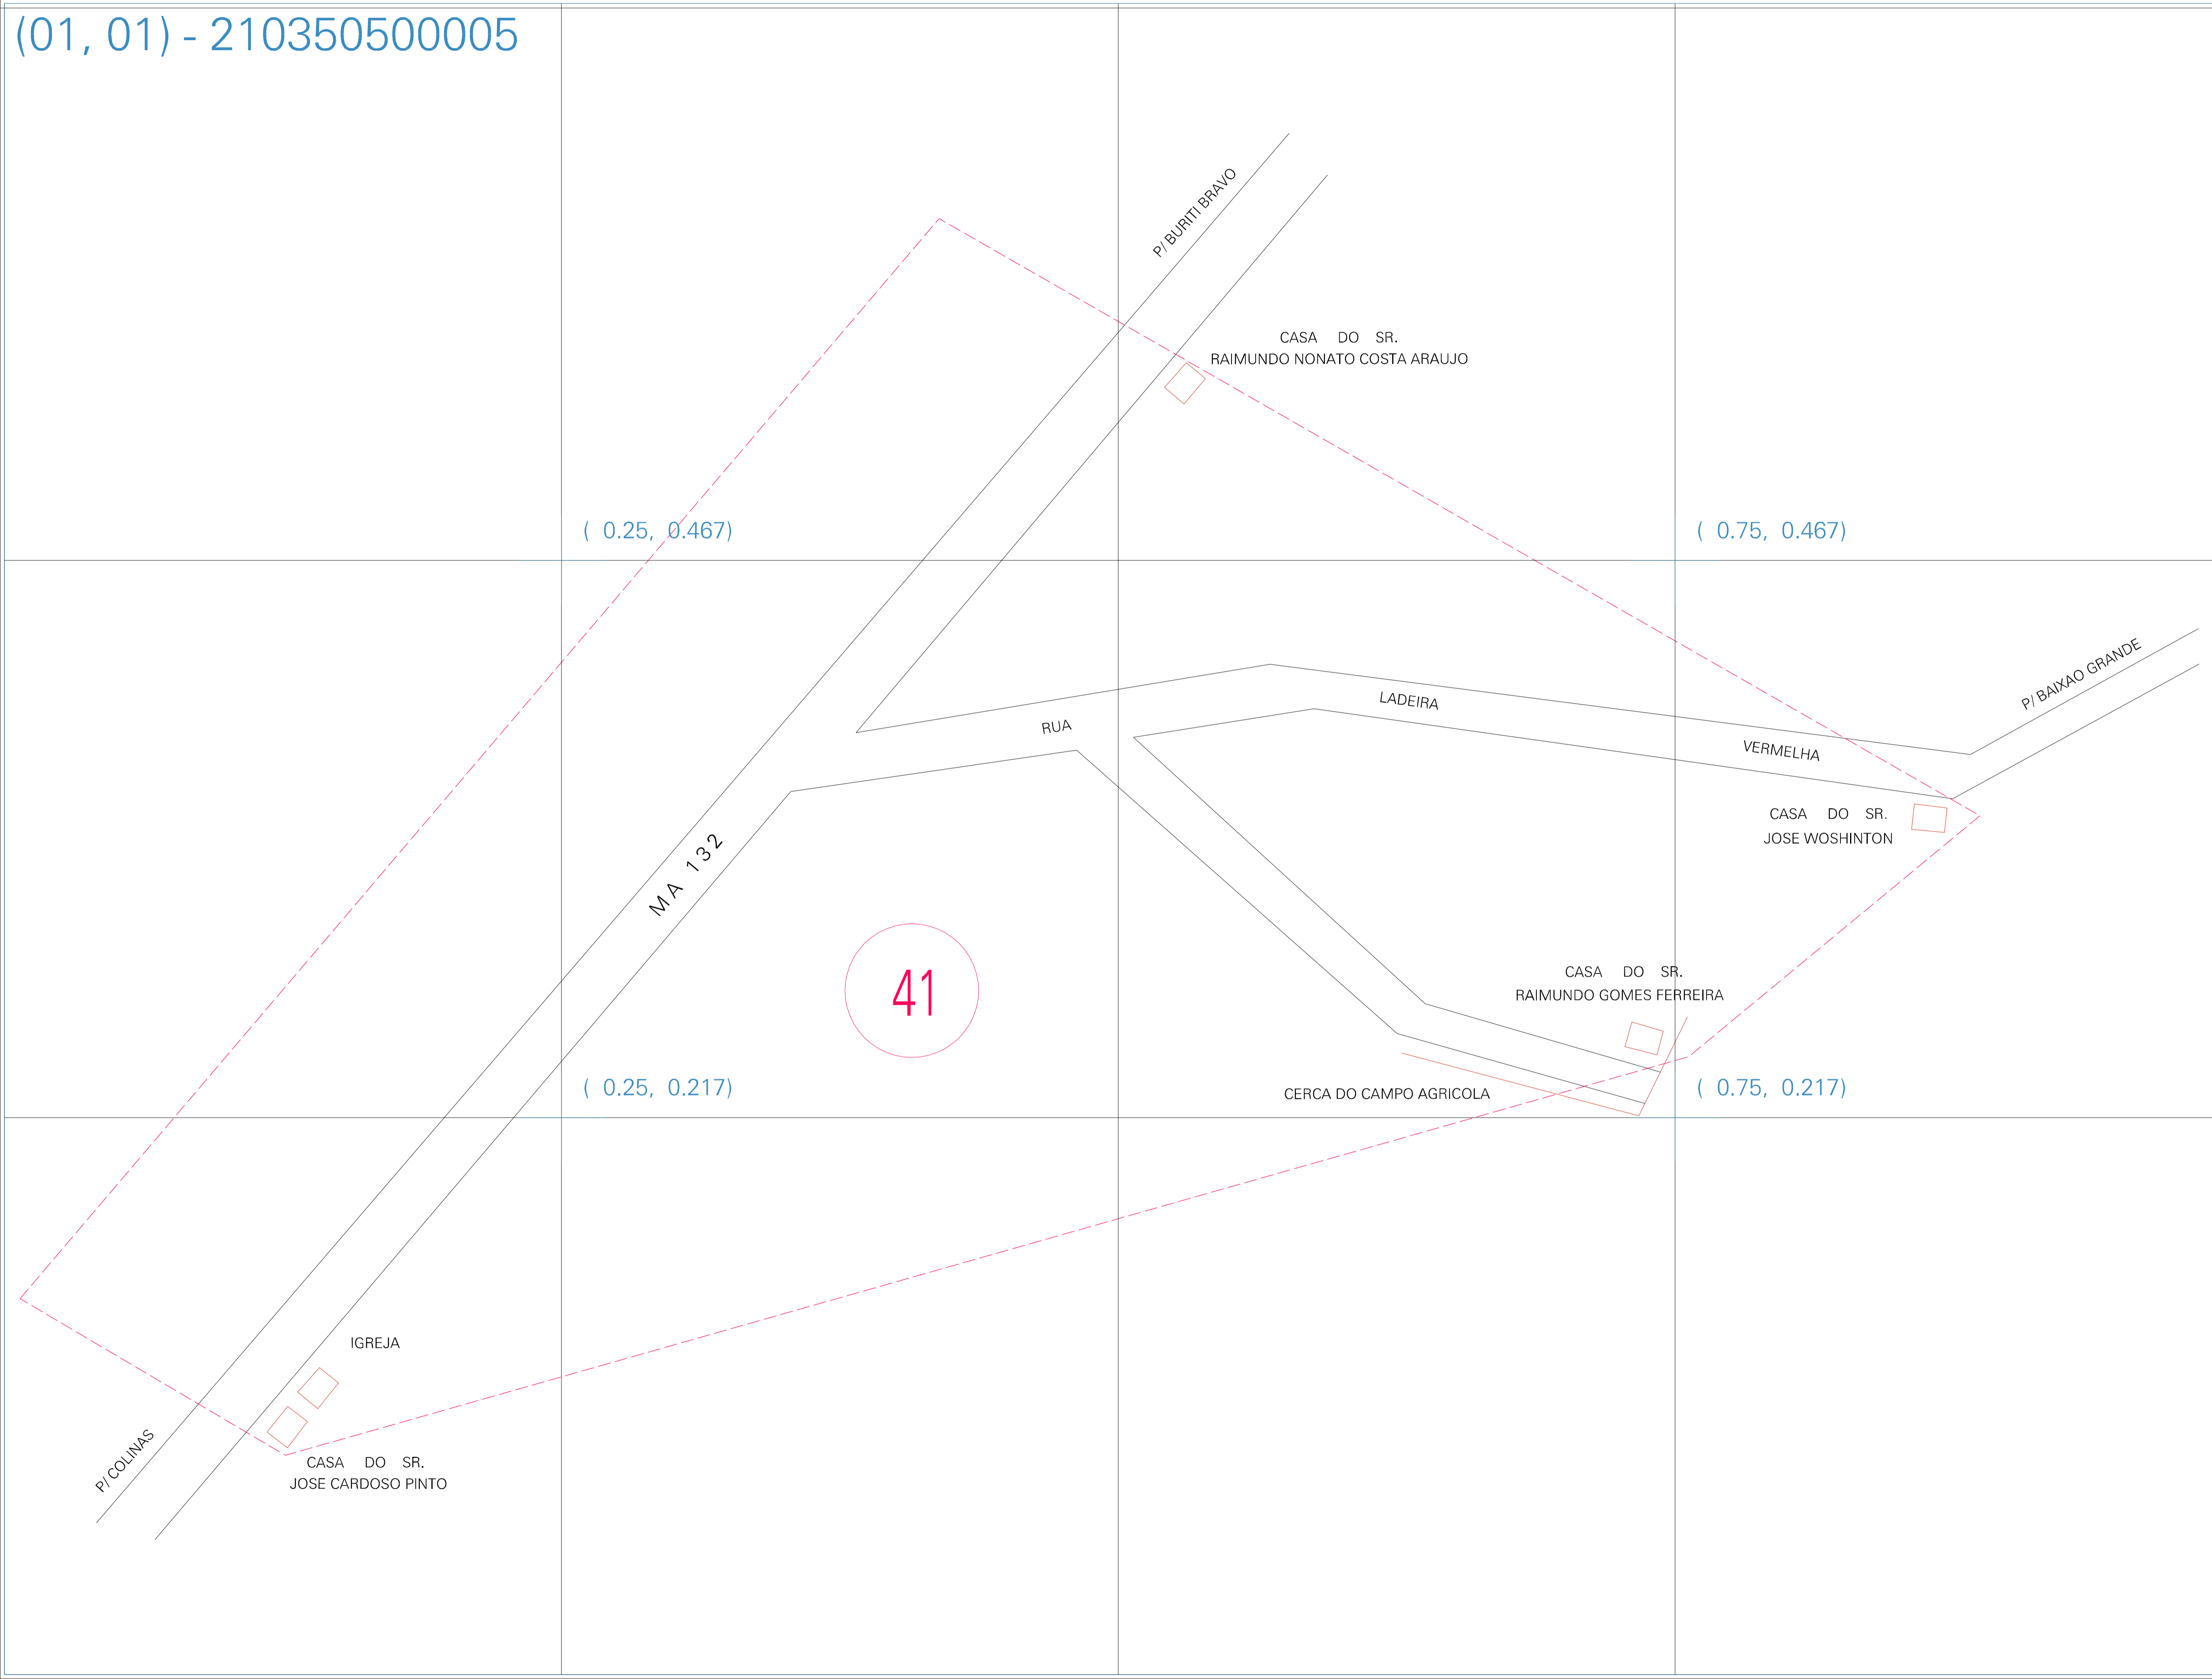 (01, 01) - 210350500005
P/ BURITI BRAVO
CASA DO SR.
RAIMUNDO NONATO COSTA ARAUJO
( 0.25, 0.467)
( 0.75, 0.467)
P/ BAIXAO GRANDE
LADEIRA
RUA
VERMELHA
CASA DO SR.
JOSE WOSHINTON
MA 132
41
CASA DO SR.
RAIMUNDO GOMES FERREIRA
( 0.25, 0.217)
CERCA DO CAMPO AGRICOLA
( 0.75, 0.217)
IGREJA
P/ COLINAS
CASA DO SR.
JOSE CARDOSO PINTO